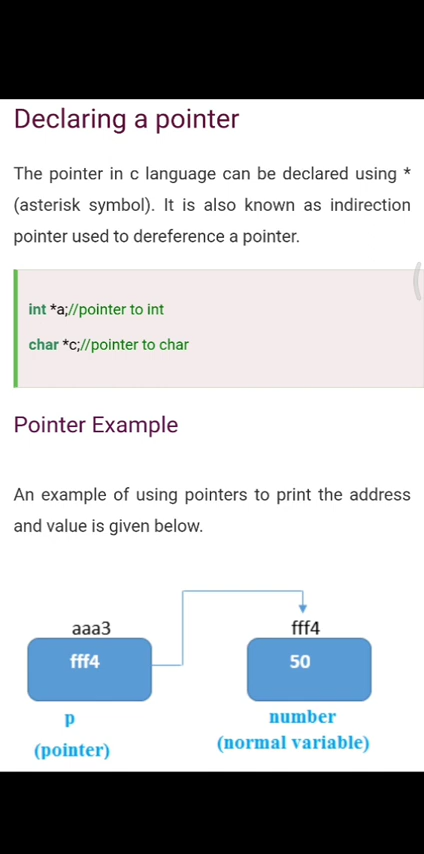 Declaring a pointer
The pointer in c language can be declared using *
(asterisk symbol). It is also known as indirection
pointer used to dereference a pointer.
int *a;//pointer to int
char *c;//pointer to char
Pointer Example
An example of using pointers to print the address
and value is given below.
aaa3
fff4
fff4
50
p
number
(pointer)
(normal variable)